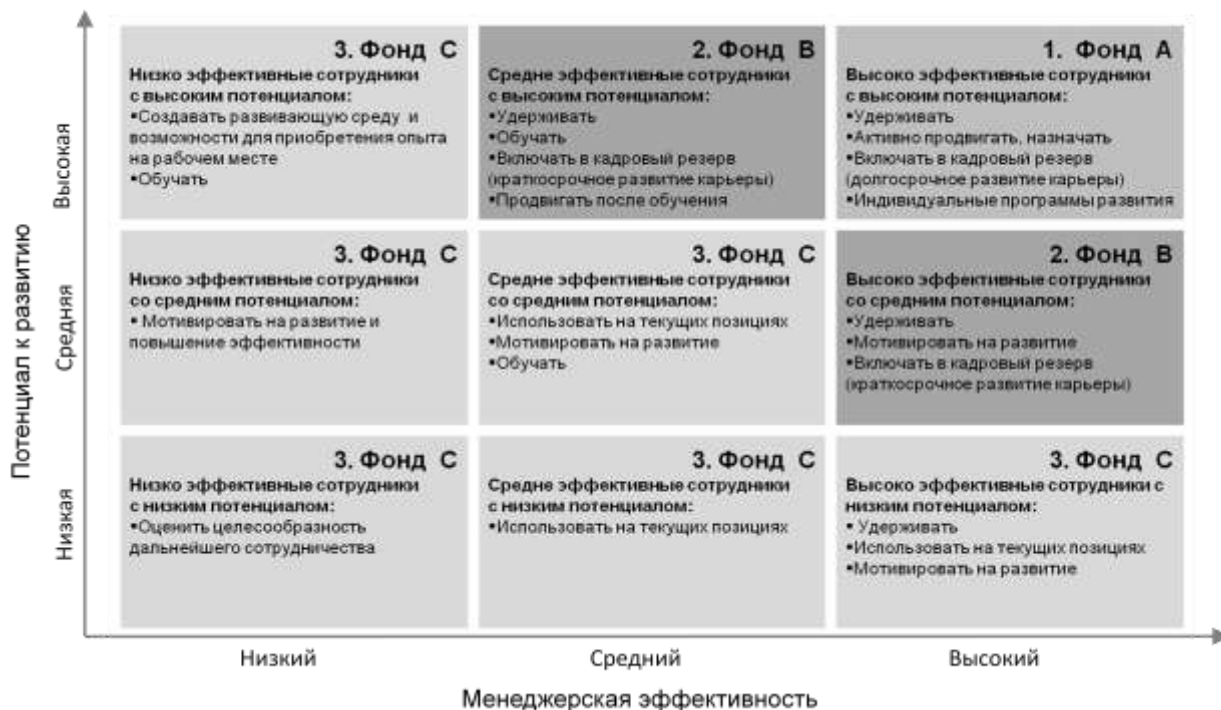 Потенциал к развитию
Высокая
3. Фонд С
Низко эффективные сотрудники
с высоким потенциалом:
▪Создавать развивающую среду и
возможности для приобретения опыта
на рабочем месте
▪Обучать
2. Фонд В
Средне эффективные сотрудники
с высоким потенциалом:
▪Удерживать
▪Обучать
▪Включать в кадровый резерв
(краткосрочное развитие карьеры)
▪Продвигать после обучения
1. Фонд А
Высоко эффективные сотрудники
с высоким потенциалом:
▪Удерживать
▪Активно продвигать, назначать
▪Включать в кадровый резерв
(долгосрочное развитие карьеры)
▪Индивидуальные программы развития
Средняя
3. Фонд С
Низко эффективные сотрудники
со средним потенциалом:
▪ Мотивировать на развитие и
повышение эффективности
3. Фонд С
Средне эффективные сотрудники
со средним потенциалом:
▪Использовать на текущих позициях
▪Мотивировать на развитие
▪Обучать
2. Фонд В
Высоко эффективные сотрудники
со средним потенциалом:
▪Удерживать
▪Мотивировать на развитие
▪Включать в кадровый резерв
(краткосрочное развитие карьеры)
Низкая
3. Фонд С
Низко эффективные сотрудники
с низким потенциалом:
▪Оценить целесообразность
дальнейшего сотрудничества
3. Фонд С
Средне эффективные сотрудники
с низким потенциалом:
▪Использовать на текущих позициях
3. Фонд С
Высоко эффективные сотрудники с
низким потенциалом:
▪ Удерживать
▪Использовать на текущих позициях
▪Мотивировать на развитие
Низкий
Средний
Высокий
Менеджерская эффективность